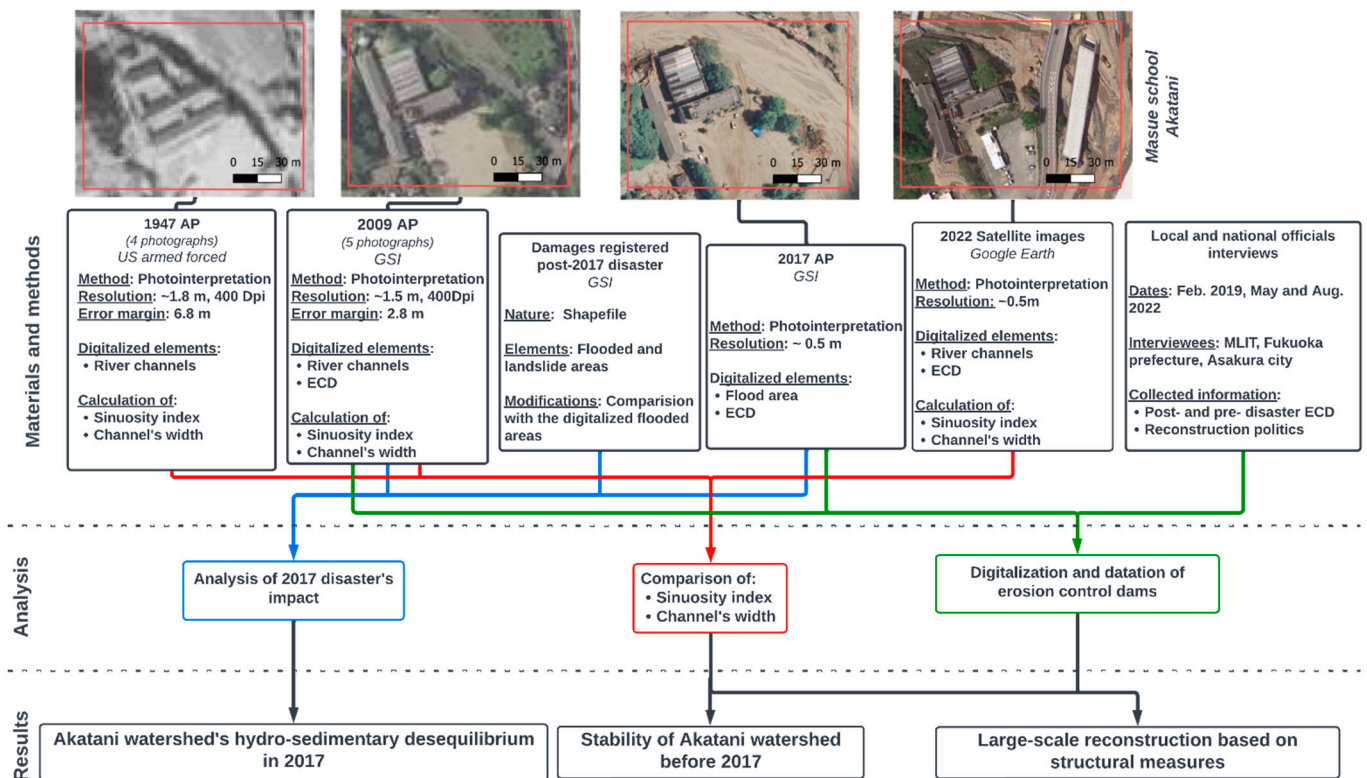 0 15 30 m
0 15 30 m
0 15 30 m
0 15 30 m
Masue school
Akatani
Materials and methods
1947 AP
(4 photographs)
US armed forced
Method: Photointerpretation
Resolution: ~1.8 m, 400 Dpi
Error margin: 6.8 m
Digitalized elements:
• River channels
Calculation of:
• Sinuosity index
• Channel's width
2009 AP
(5 photographs)
GSI
Method: Photointerpretation
Resolution: ~1.5 m, 400Dpi
Error margin: 2.8 m
Digitalized elements:
• River channels
• ECD
Calculation of:
• Sinuosity index
• Channel's width
Damages registered
post-2017 disaster
GSI
Nature: Shapefile
Elements: Flooded and
landslide areas
Modifications: Comparision
with the digitalized flooded
areas
2017 AP
GSI
Method: Photointerpretation
Resolution: ~ 0.5 m
Digitalized elements:
• Flood area
• ECD
2022 Satellite images
Google Earth
Method: Photointerpretation
Resolution: ~0.5m
Digitalized elements:
• River channels
• ECD
Calculation of:
• Sinuosity index
• Channel's width
Local and national officials
interviews
Dates: Feb. 2019, May and Aug.
2022
Interviewees: MLIT, Fukuoka
prefecture, Asakura city
Collected information:
• Post- and pre- disaster ECD
• Reconstruction politics
Analysis
Analysis of 2017 disaster's
impact
Comparison of:
• Sinuosity index
• Channel's width
Digitalization and datation of
erosion control dams
Results
Akatani watershed's hydro-sedimentary desequilibrium
in 2017
Stability of Akatani watershed
before 2017
Large-scale reconstruction based on
structural measures